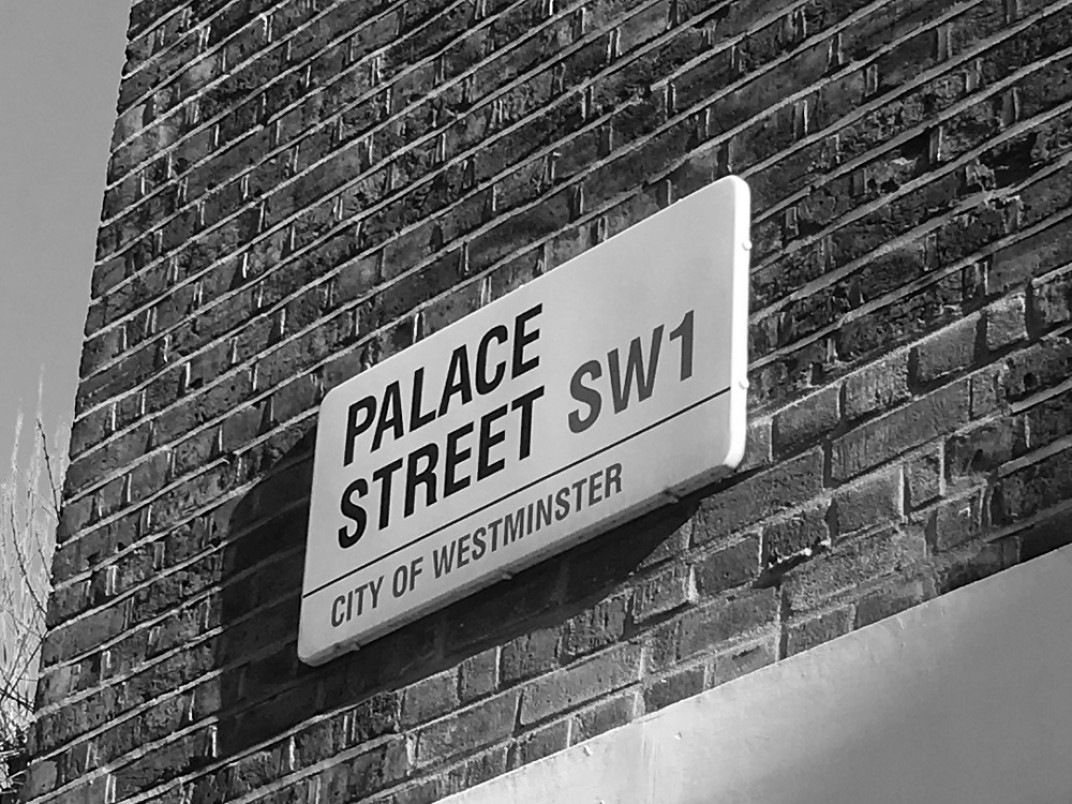 PALACE
STREET SW1
CITY OF WESTMINSTER